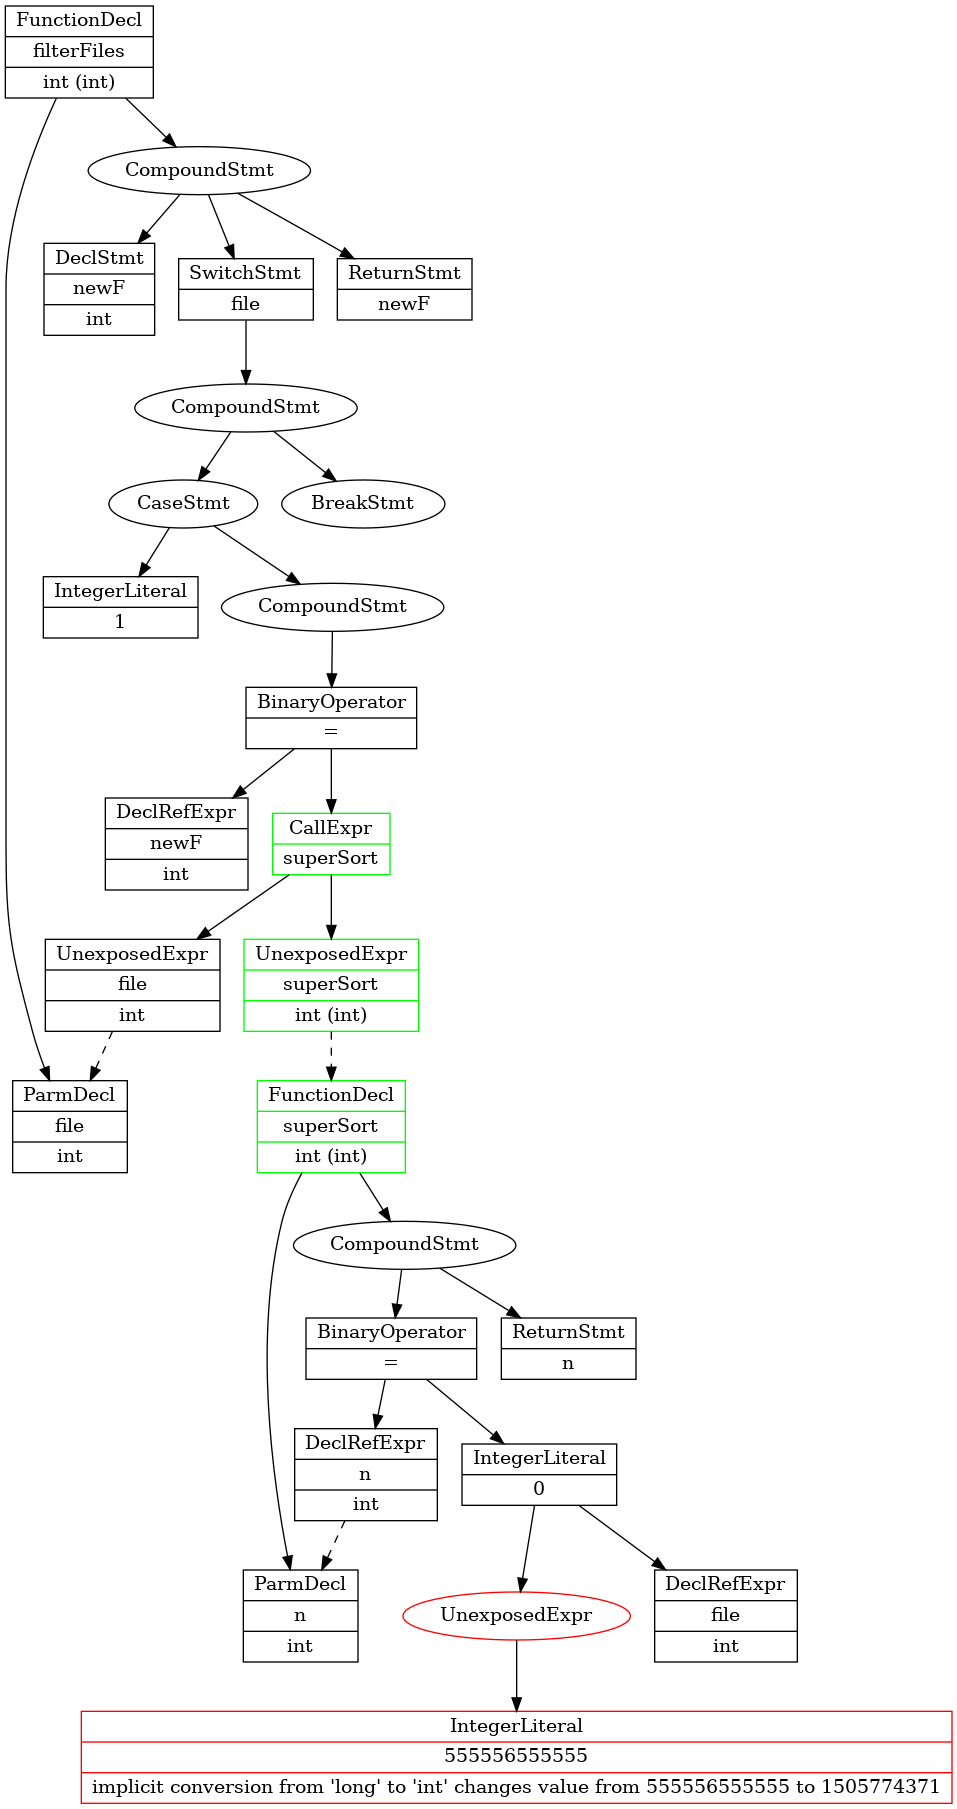 FunctionDecl
filterFiles
int (int)
CompoundStmt
DeclStmt
newF
int
SwitchStmt
file
ReturnStmt
newF
CompoundStmt
CaseStmt
BreakStmt
IntegerLiteral
1
CompoundStmt
BinaryOperator
=
DeclRefExpr
newF
int
CallExpr
superSort
UnexposedExpr
file
int
UnexposedExpr
superSort
int (int)
ParmDecl
file
int
FunctionDecl
superSort
int (int)
CompoundStmt
BinaryOperator
=
ReturnStmt
n
DeclRefExpr
n
int
IntegerLiteral
0
ParmDecl
n
int
UnexposedExpr
DeclRefExpr
file
int
IntegerLiteral
555556555555
implicit conversion from 'long' to 'int' changes value from 555556555555 to 1505774371